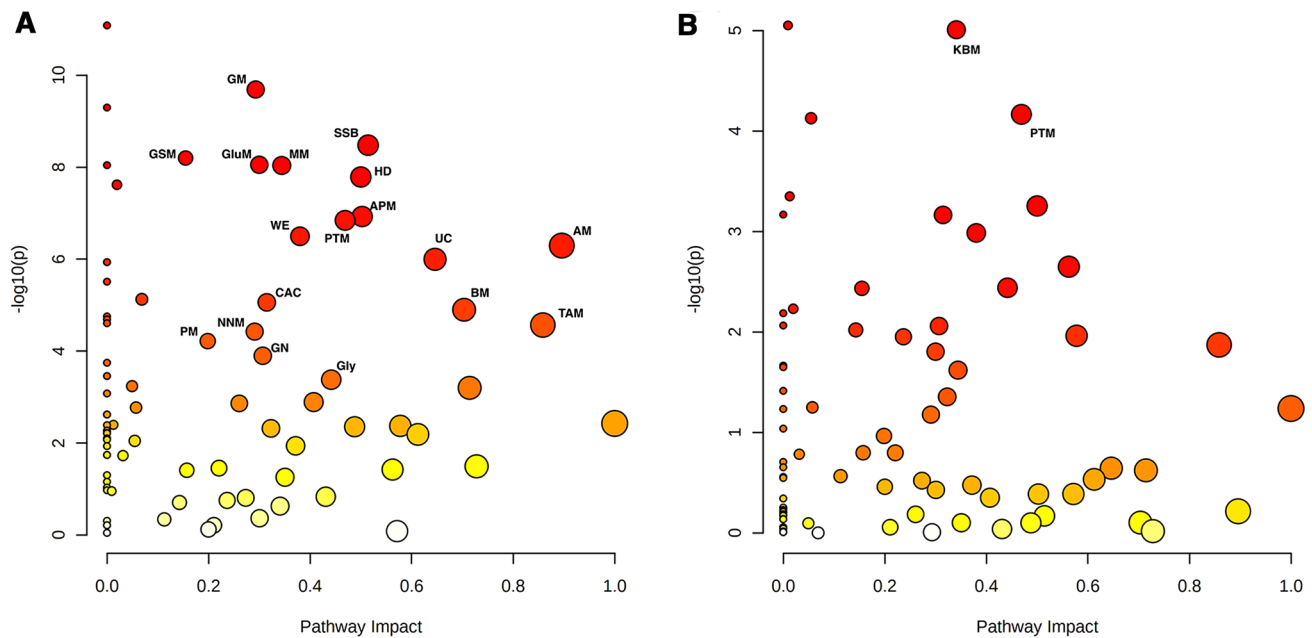 A
B
GM
SSB
GSM
GluM
MM
HD
APM
PTM
WE
UC
AM
CAC
BM
TAM
NNM
PM
GN
Gly
-log10(p)
10
8
6
4
2
0
0.0 0.2 0.4 0.6 0.8 1.0
Pathway Impact
KBM
PTM
-log10(p)
5
4
3
2
1
0
0.0 0.2 0.4 0.6 0.8 1.0
Pathway Impact